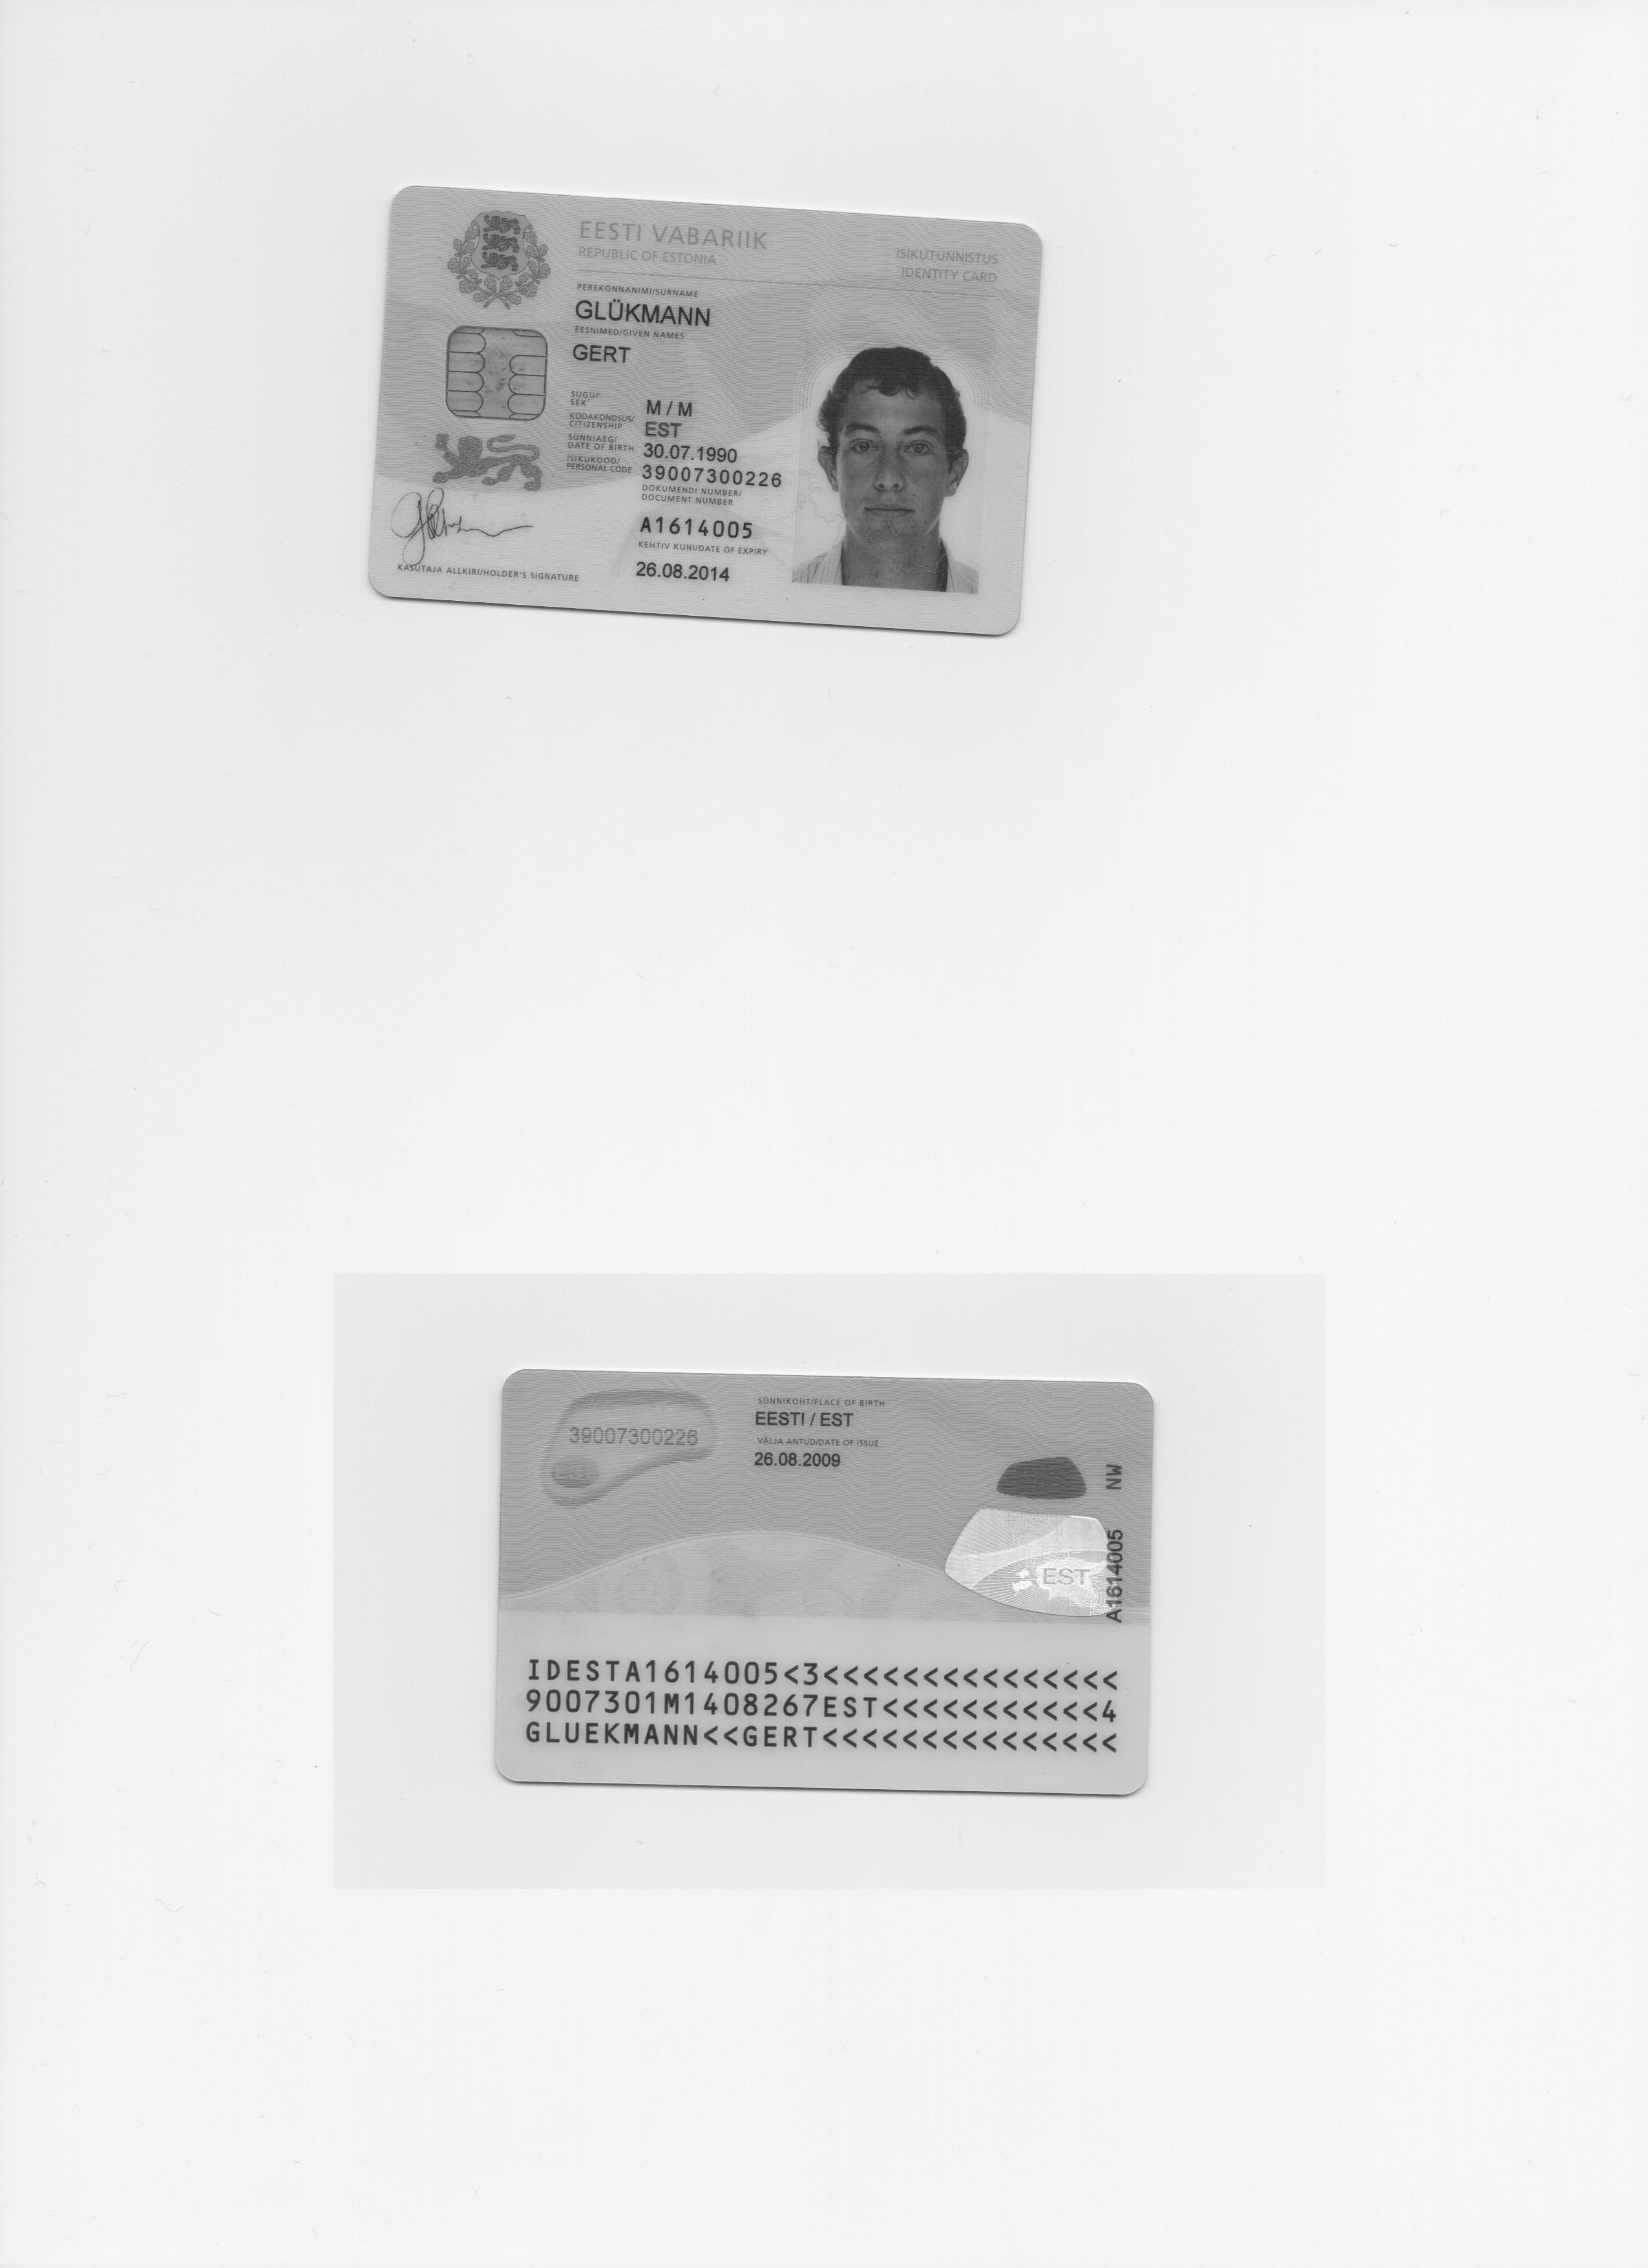 EESTI VABARIIK
REPUBLIC OF ESTONIA
ISIKUTUNNISTUS
IDENTITY CARD
PEREKONNANIMI/SURNAME
GLÜKMANN
EESNIMED/GIVEN NAMES
GERT
SUGU/
SEX
M / M
KODAKONDSUS/
CITIZENSHIP
EST
SÜNNIAEG/
DATE OF BIRTH
30.07.1990
ISIKUKOOD/
PERSONAL CODE
39007300226
DOKUMENDI NUMBER/
DOCUMENT NUMBER
A1614005
KEHTIV KUNI/DATE OF EXPIRY
26.08.2014
KASUTAJA ALLKIRI/HOLDER'S SIGNATURE
39007300226
SÜNNIKOHT/PLACE OF BIRTH
EESTI / EST
VÄLJA ANTUD/DATE OF ISSUE
26.08.2009
NW
A1614005
EST
IDESTA1614005<3<<<<<<<<<<<<<<<
9007301M1408267EST<<<<<<<<<<<4
GLUEKMANN<<GERT<<<<<<<<<<<<<<<